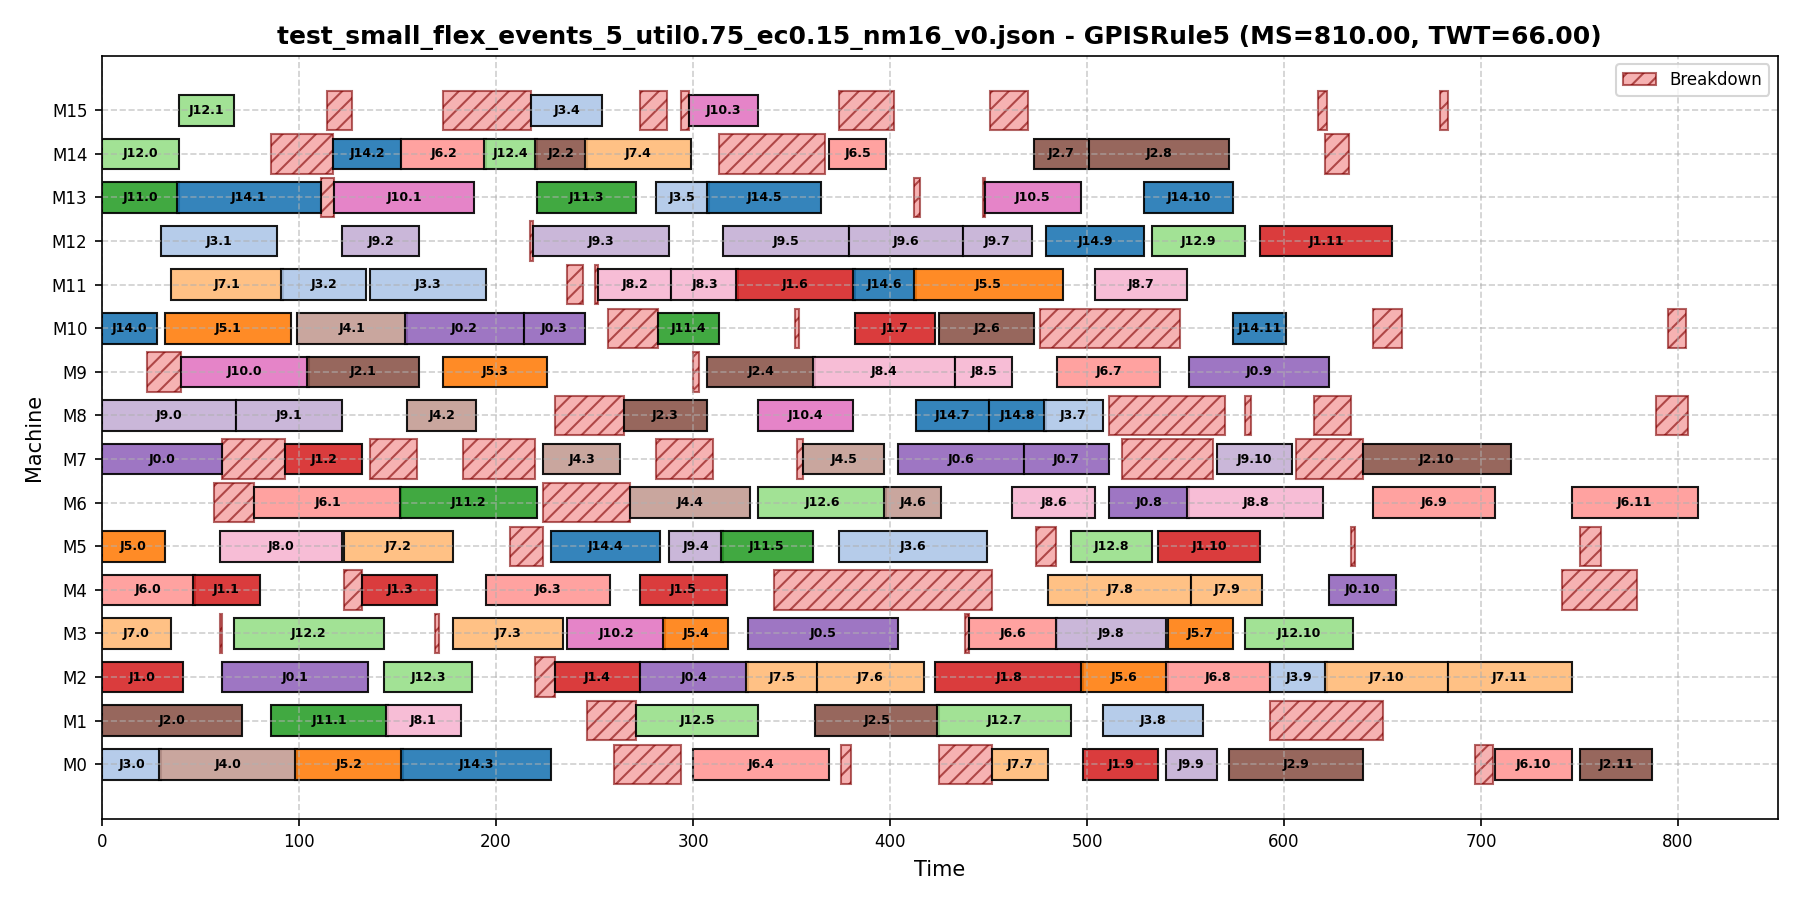 test_small_flex_events_5_util0.75_ec0.15_nm16_v0.json - GPISRule5 (MS=810.00, TWT=66.00)
Breakdown
M15 J12.1 J3.4 J10.3
M14 J12.0 J14.2 J6.2 J12.4 J2.2 J7.4 J6.5 J2.7 J2.8
M13 J11.0 J14.1 J10.1 J11.3 J3.5 J14.5 J10.5 J14.10
M12 J3.1 J9.2 J9.3 J9.5 J9.6 J9.7 J14.9 J12.9 J1.11
M11 J7.1 J3.2 J3.3 J8.2 J8.3 J1.6 J14.6 J5.5 J8.7
M10 J14.0 J5.1 J4.1 J0.2 J0.3 J11.4 J1.7 J2.6 J14.11
M9 J10.0 J2.1 J5.3 J2.4 J8.4 J8.5 J6.7 J0.9
M8 J9.0 J9.1 J4.2 J2.3 J10.4 J14.7 J14.8 J3.7
M7 J0.0 J1.2 J4.3 J4.5 J0.6 J0.7 J9.10 J2.10
M6 J6.1 J11.2 J4.4 J12.6 J4.6 J8.6 J0.8 J8.8 J6.9 J6.11
M5 J5.0 J8.0 J7.2 J14.4 J9.4 J11.5 J3.6 J12.8 J1.10
M4 J6.0 J1.1 J1.3 J6.3 J1.5 J7.8 J7.9 J0.10
M3 J7.0 J12.2 J7.3 J10.2 J5.4 J0.5 J6.6 J9.8 J5.7 J12.10
M2 J1.0 J0.1 J12.3 J1.4 J0.4 J7.5 J7.6 J1.8 J5.6 J6.8 J3.9 J7.10 J7.11
M1 J2.0 J11.1 J8.1 J12.5 J2.5 J12.7 J3.8
M0 J3.0 J4.0 J5.2 J14.3 J6.4 J7.7 J1.9 J9.9 J2.9 J6.10 J2.11
0 100 200 300 400 500 600 700 800
Time
Machine